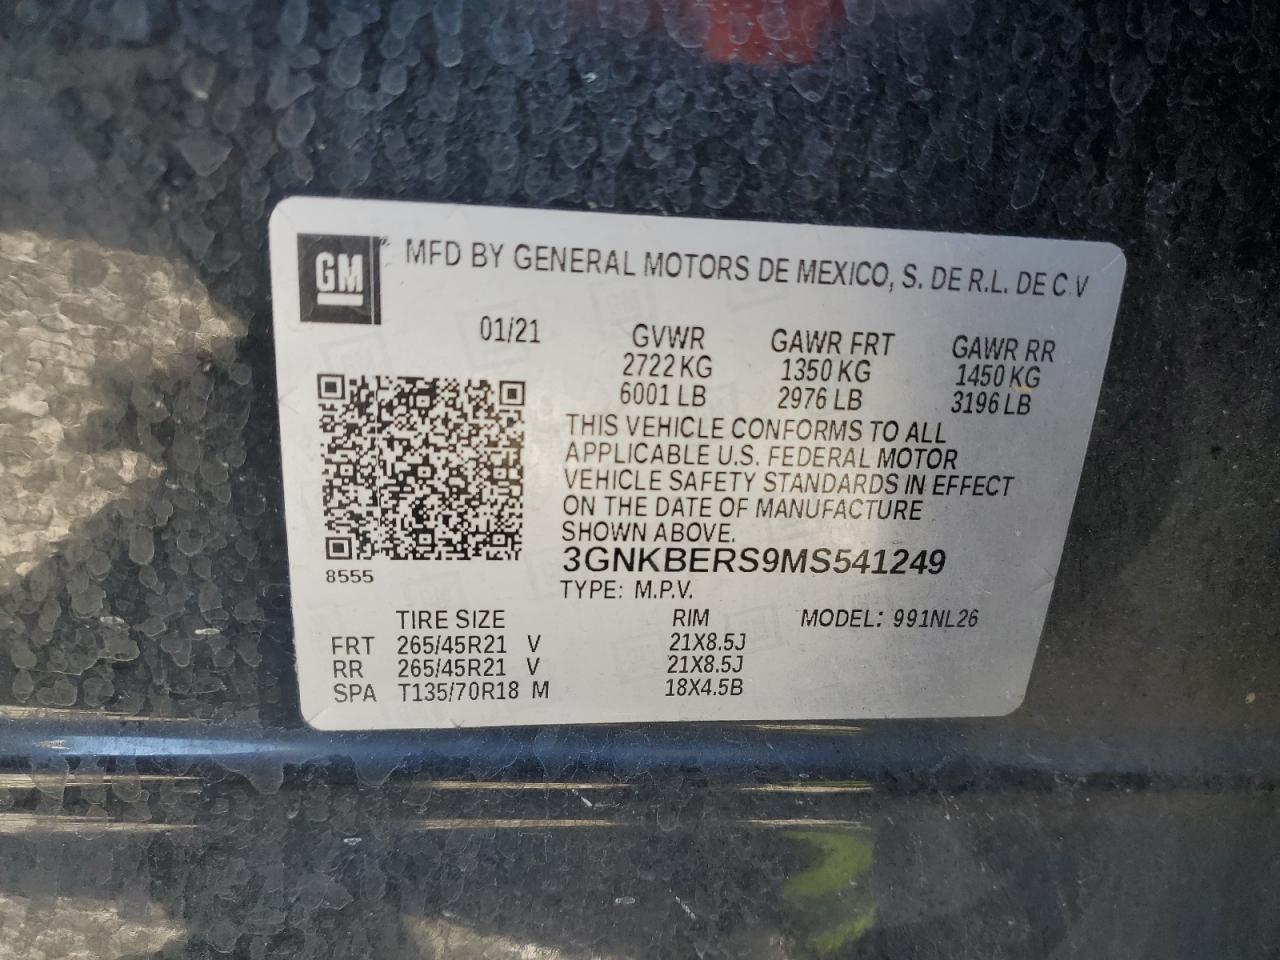 GM
MFD BY GENERAL MOTORS DE MEXICO, S. DE R.L. DE C.V
01/21
GVWR GAWR FRT GAWR RR
2722 KG 1350 KG 1450 KG
6001 LB 2976 LB 3196 LB
THIS VEHICLE CONFORMS TO ALL
APPLICABLE U.S. FEDERAL MOTOR
VEHICLE SAFETY STANDARDS IN EFFECT
ON THE DATE OF MANUFACTURE
SHOWN ABOVE.
3GNKBERS9MS541249
8555
TYPE: M.P.V.
TIRE SIZE RIM MODEL: 991NL26
FRT 265/45R21 V 21X8.5J
RR 265/45R21 V 21X8.5J
SPA T135/70R18 M 18X4.5B